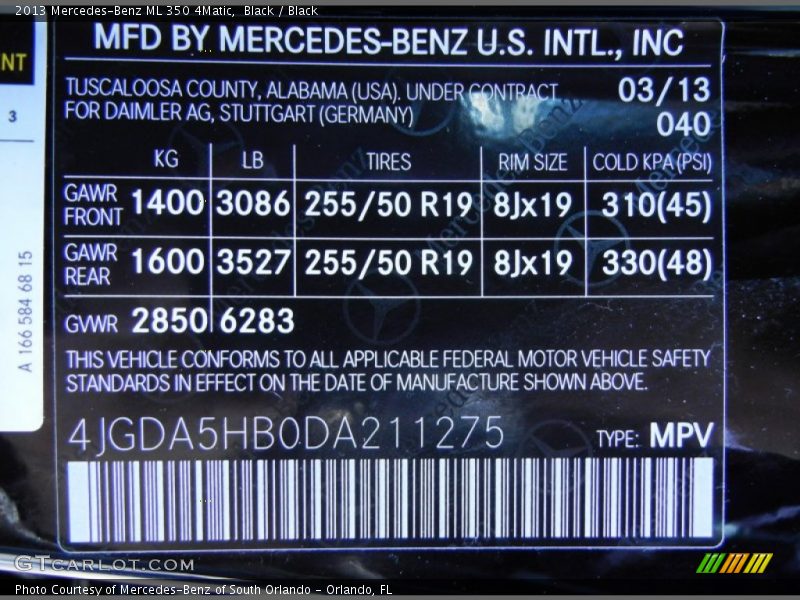 2013 Mercedes-Benz ML 350 4Matic, Black / Black
MFD BY MERCEDES-BENZ U.S. INTL., INC
NT
TUSCALOOSA COUNTY, ALABAMA (USA). UNDER CONTRACT 03/13
FOR DAIMLER AG, STUTTGART (GERMANY) 040
3
KG LB TIRES RIM SIZE COLD KPA (PSI)
GAWR FRONT 1400 3086 255/50 R19 8Jx19 310(45)
GAWR REAR 1600 3527 255/50 R19 8Jx19 330(48)
GVWR 2850 6283
A 166 584 68 15
THIS VEHICLE CONFORMS TO ALL APPLICABLE FEDERAL MOTOR VEHICLE SAFETY
STANDARDS IN EFFECT ON THE DATE OF MANUFACTURE SHOWN ABOVE.
4JGDA5HB0DA211275 TYPE: MPV
GTCARLOT.COM
Photo Courtesy of Mercedes-Benz of South Orlando - Orlando, FL